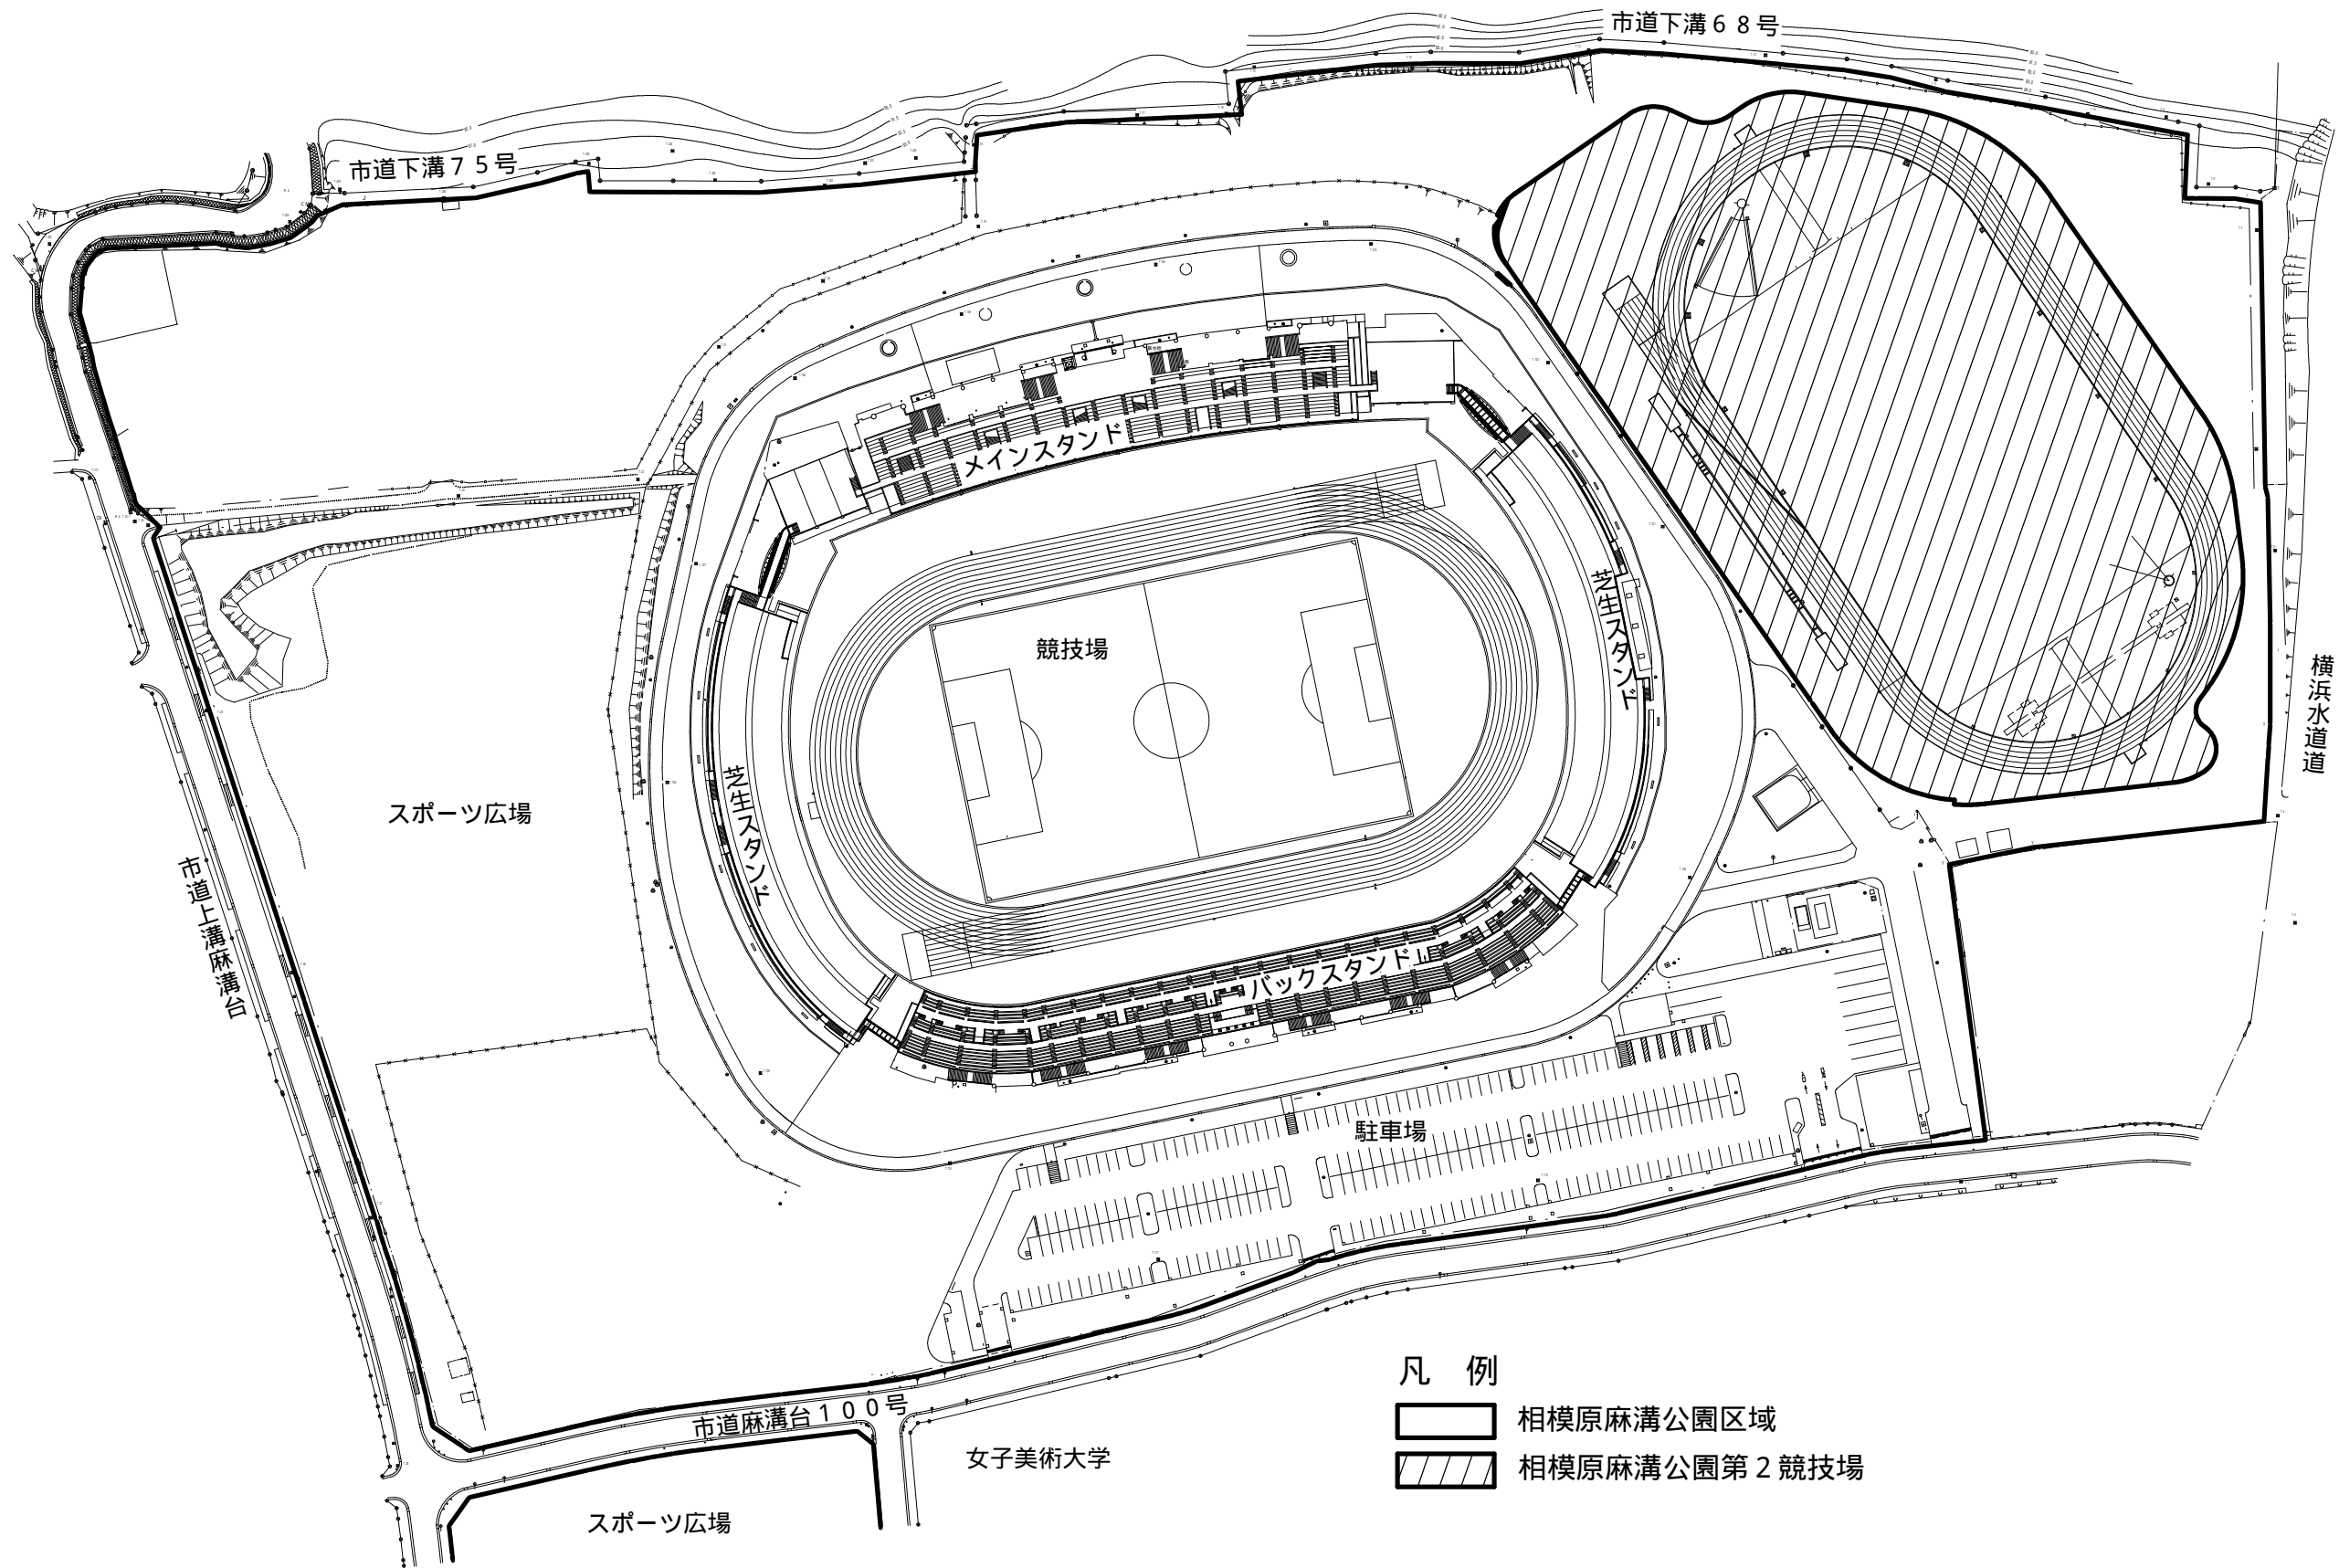 市道下溝６８号
市道下溝７５号
メインスタンド
芝生スタンド
競技場
横浜水道道
芝生スタンド
スポーツ広場
市道上溝麻溝台
バックスタンド
駐車場
凡　例
相模原麻溝公園区域
市道麻溝台１００号
女子美術大学
相模原麻溝公園第２競技場
スポーツ広場